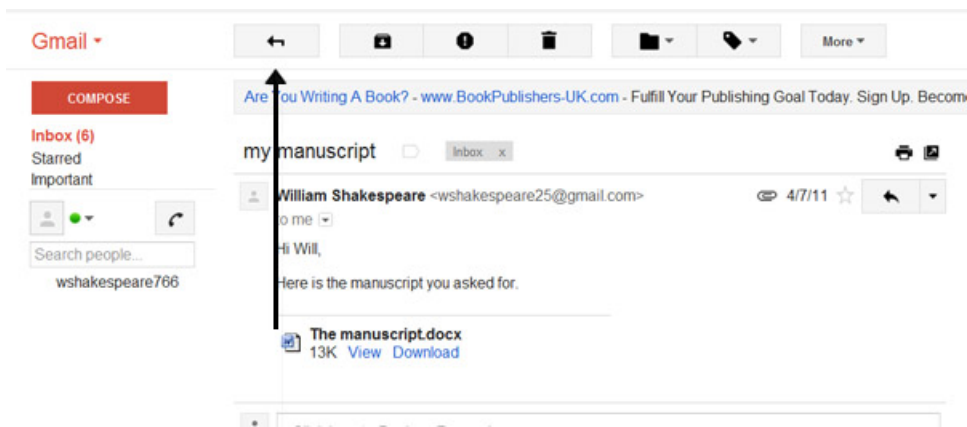 Gmail
More
COMPOSE
Are You Writing A Book? - www.BookPublishers-UK.com - Fulfill Your Publishing Goal Today. Sign Up. Become
Inbox (6)
Starred
Important
Search people...
wshakespeare766
my manuscript Inbox x
William Shakespeare <wshakespeare25@gmail.com> 4/7/11
to me
Hi Will,
Here is the manuscript you asked for.
The manuscript.docx
13K View Download